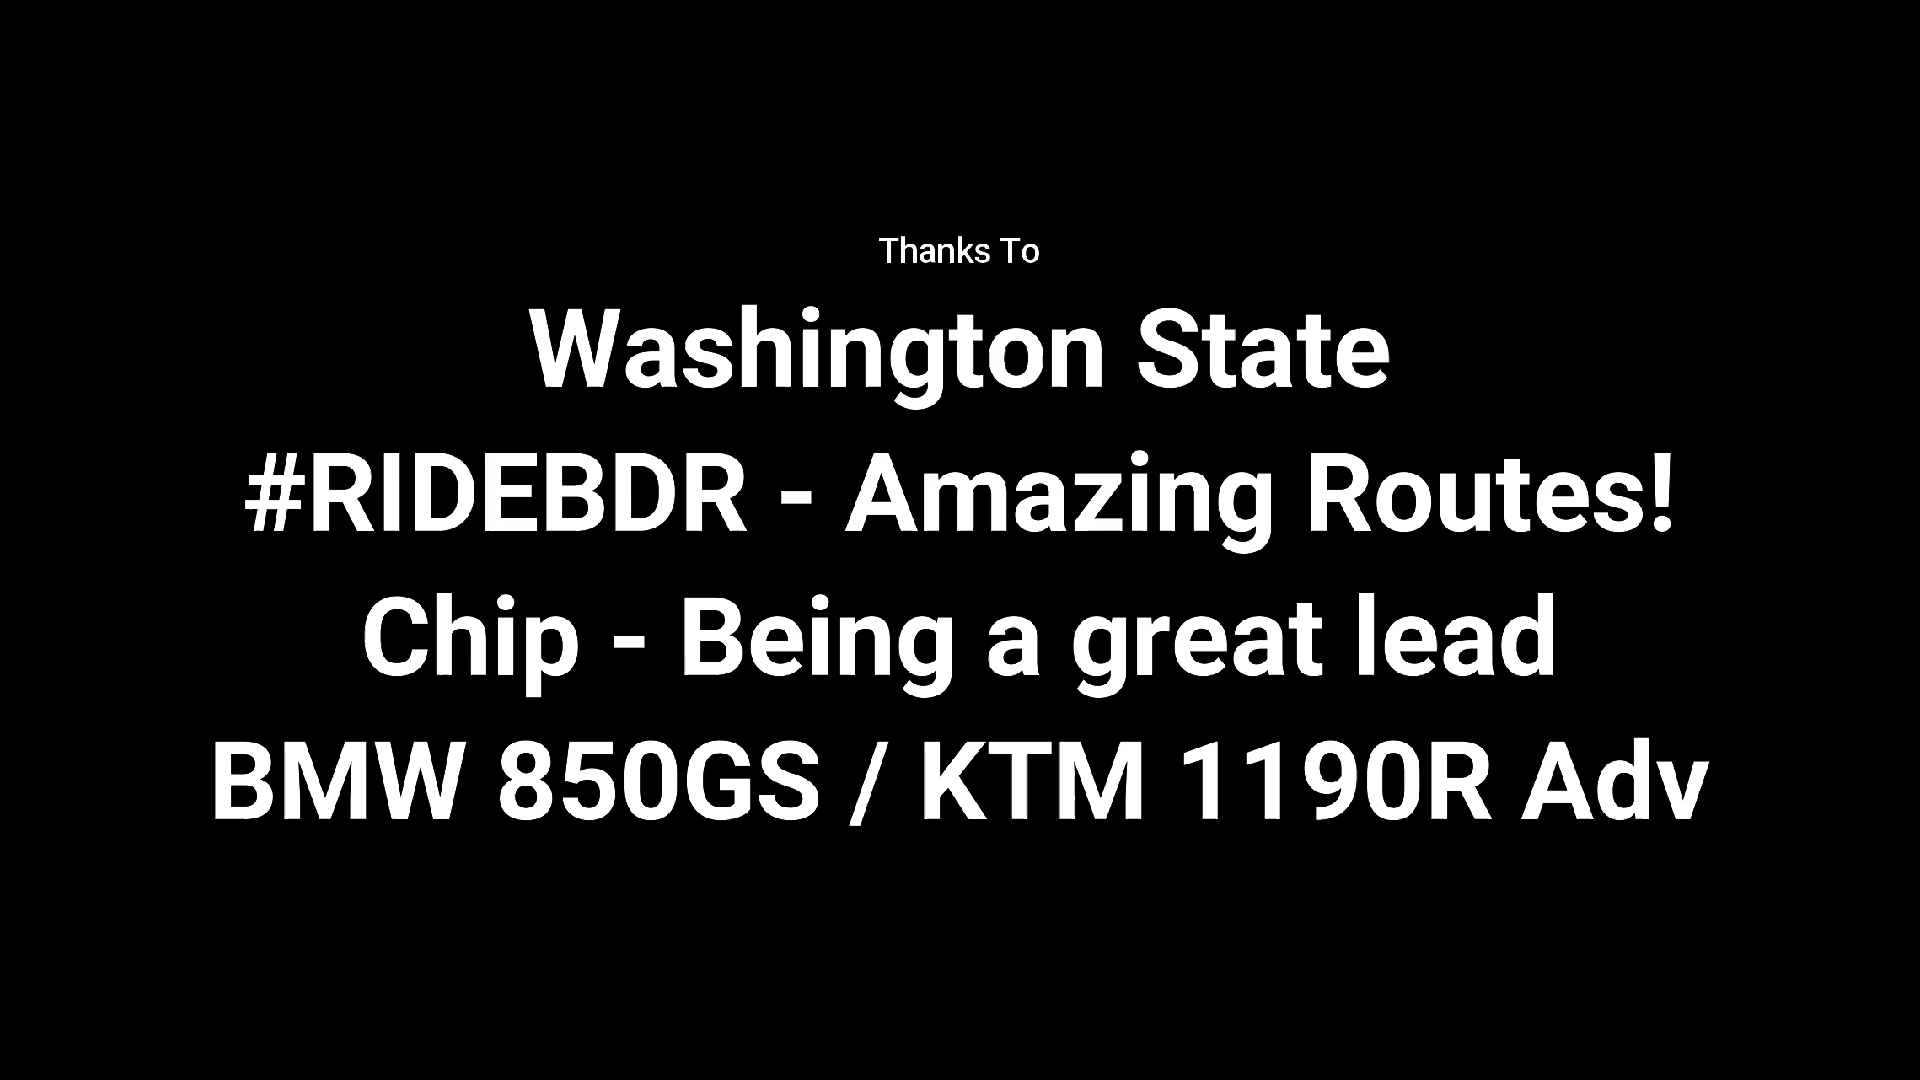 Thanks To
Washington State
#RIDEBDR - Amazing Routes!
Chip - Being a great lead
BMW 850GS / KTM 1190R Adv